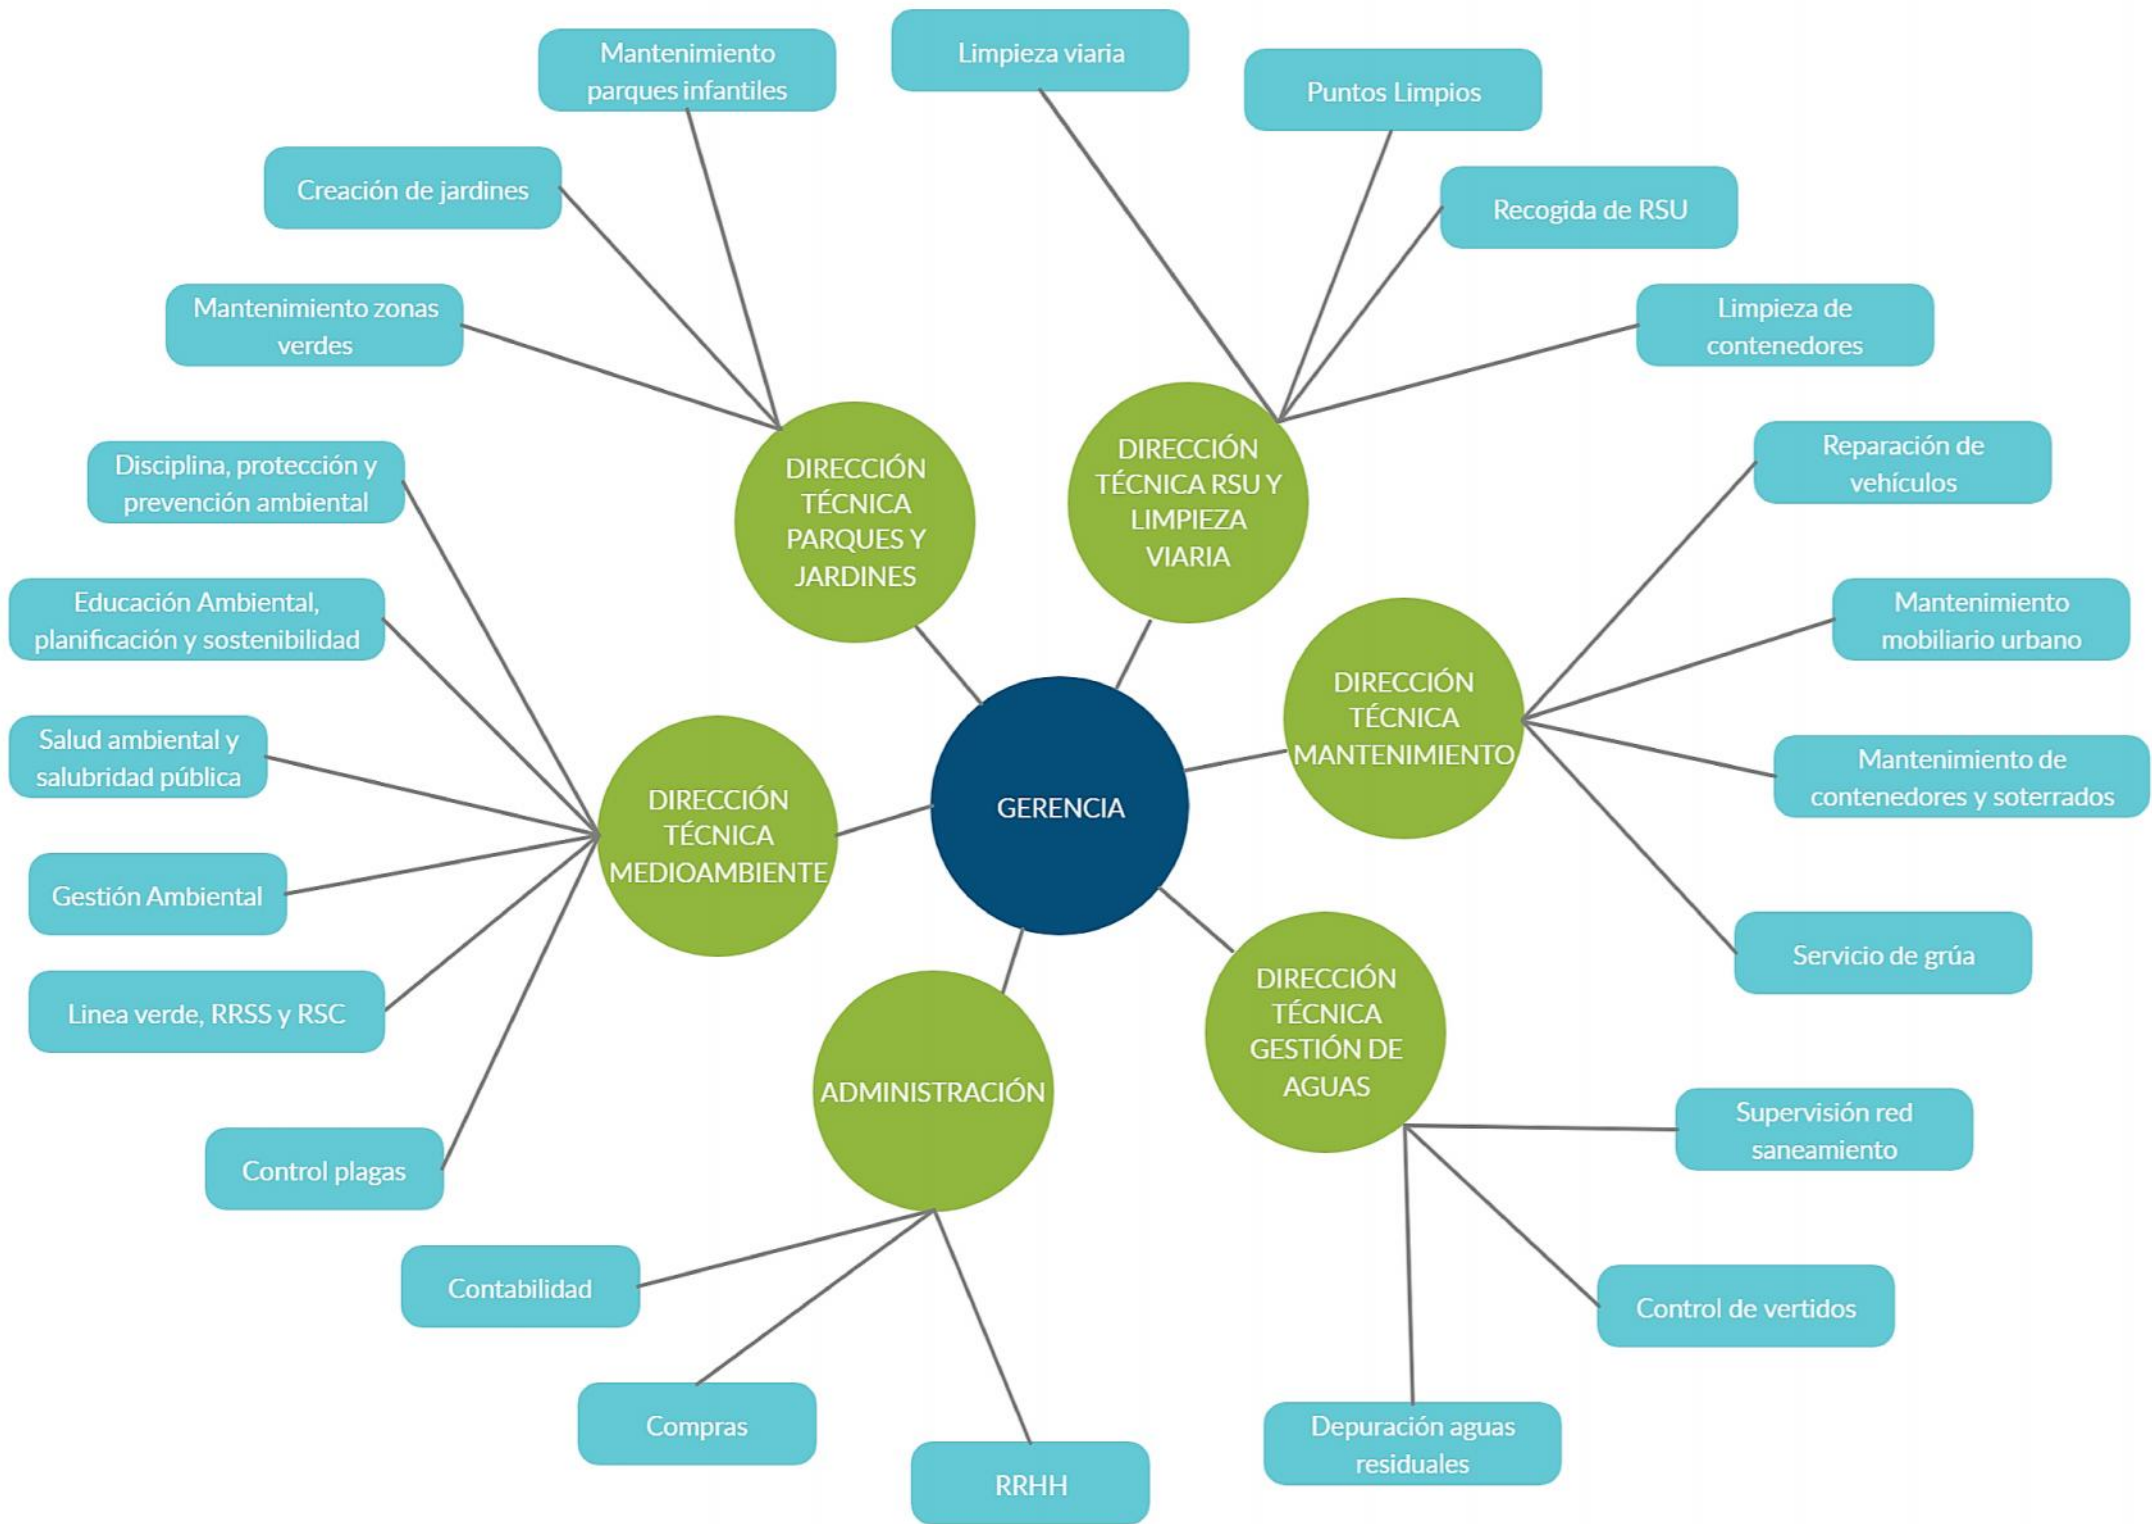 Mantenimiento
parques infantiles
Limpieza viaria
Puntos Limpios
Creación de jardines
Recogida de RSU
Mantenimiento zonas
verdes
Limpieza de
contenedores
DIRECCIÓN
TÉCNICA
PARQUES Y
JARDINES
DIRECCIÓN
TÉCNICA RSU Y
LIMPIEZA
VIARIA
Reparación de
vehículos
Disciplina, protección y
prevención ambiental
Educación Ambiental,
planificación y sostenibilidad
Mantenimiento
mobiliario urbano
DIRECCIÓN
TÉCNICA
MANTENIMIENTO
Salud ambiental y
salubridad pública
Mantenimiento de
contenedores y soterrados
DIRECCIÓN
TÉCNICA
MEDIOAMBIENTE
GERENCIA
Gestión Ambiental
Servicio de grúa
Linea verde, RRSS y RSC
DIRECCIÓN
TÉCNICA
GESTIÓN DE
AGUAS
ADMINISTRACIÓN
Supervisión red
saneamiento
Control plagas
Contabilidad
Control de vertidos
Compras
Depuración aguas
residuales
RRHH